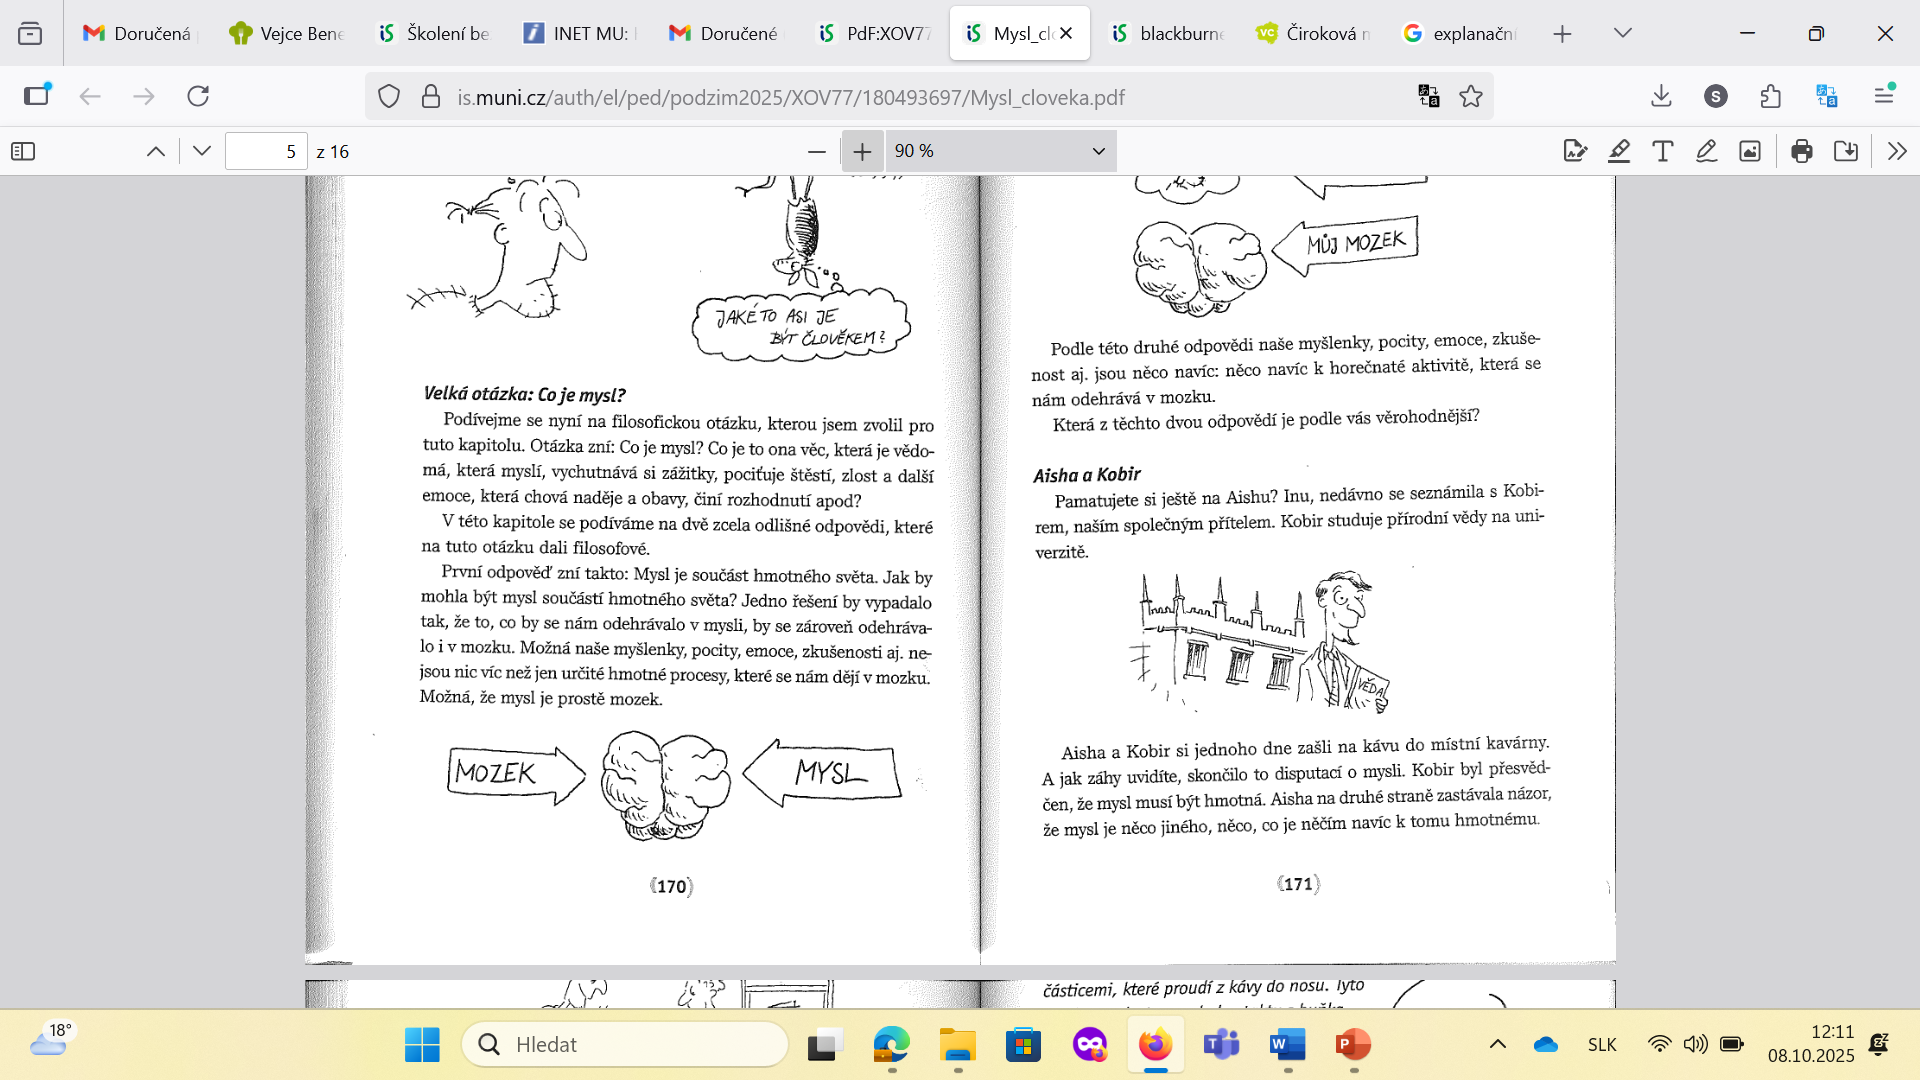 Doručená
Vejce Bene
Školení be
INET MU:
Doručené
PdF:XOV77
Mysl_clo
blackburne
Čiroková m
explanační
is.muni.cz/auth/el/ped/podzim2025/XOV77/180493697/Mysl_cloveka.pdf
S
5 z 16
90 %
JAKÉ TO ASI JE
BÝT ČLOVĚKEM?
Velká otázka: Co je mysl?
Podívejme se nyní na filosofickou otázku, kterou jsem zvolil pro
tuto kapitolu. Otázka zní: Co je mysl? Co je to ona věc, která je vědo-
má, která myslí, vychutnává si zážitky, pociťuje štěstí, zlost a další
emoce, která chová naděje a obavy, činí rozhodnutí apod?
V této kapitole se podíváme na dvě zcela odlišné odpovědi, které
na tuto otázku dali filosofové.
První odpověď zní takto: Mysl je součást hmotného světa. Jak by
mohla být mysl součástí hmotného světa? Jedno řešení by vypadalo
tak, že to, co by se nám odehrávalo v mysli, by se zároveň odehráva-
lo i v mozku. Možná naše myšlenky, pocity, emoce, zkušenosti aj. ne-
jsou nic víc než jen určité hmotné procesy, které se nám dějí v mozku.
Možná, že mysl je prostě mozek.
MOZEK
MYSL
(170)
MŮJ MOZEK
Podle této druhé odpovědi naše myšlenky, pocity, emoce, zkuše-
nost aj. jsou něco navíc: něco navíc k horečnaté aktivitě, která se
nám odehrává v mozku.
Která z těchto dvou odpovědí je podle vás věrohodnější?
Aisha a Kobir
Pamatujete si ještě na Aishu? Inu, nedávno se seznámila s Kobi-
rem, naším společným přítelem. Kobir studuje přírodní vědy na uni-
verzitě.
VĚDA
Aisha a Kobir si jednoho dne zašli na kávu do místní kavárny.
A jak záhy uvidíte, skončilo to disputací o mysli. Kobir byl přesvěd-
čen, že mysl musí být hmotná. Aisha na druhé straně zastávala názor,
že mysl je něco jiného, něco, co je něčím navíc k tomu hmotnému.
(171)
částicemi, které proudí z kávy do nosu. Tyto
18°
Hledat
SLK
12:11
08.10.2025